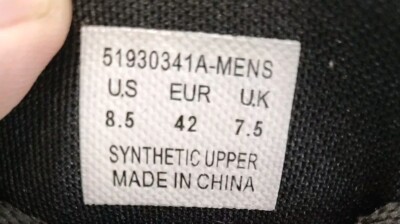 51930341A-MENS
U.S EUR U.K
8.5 42 7.5
SYNTHETIC UPPER
MADE IN CHINA